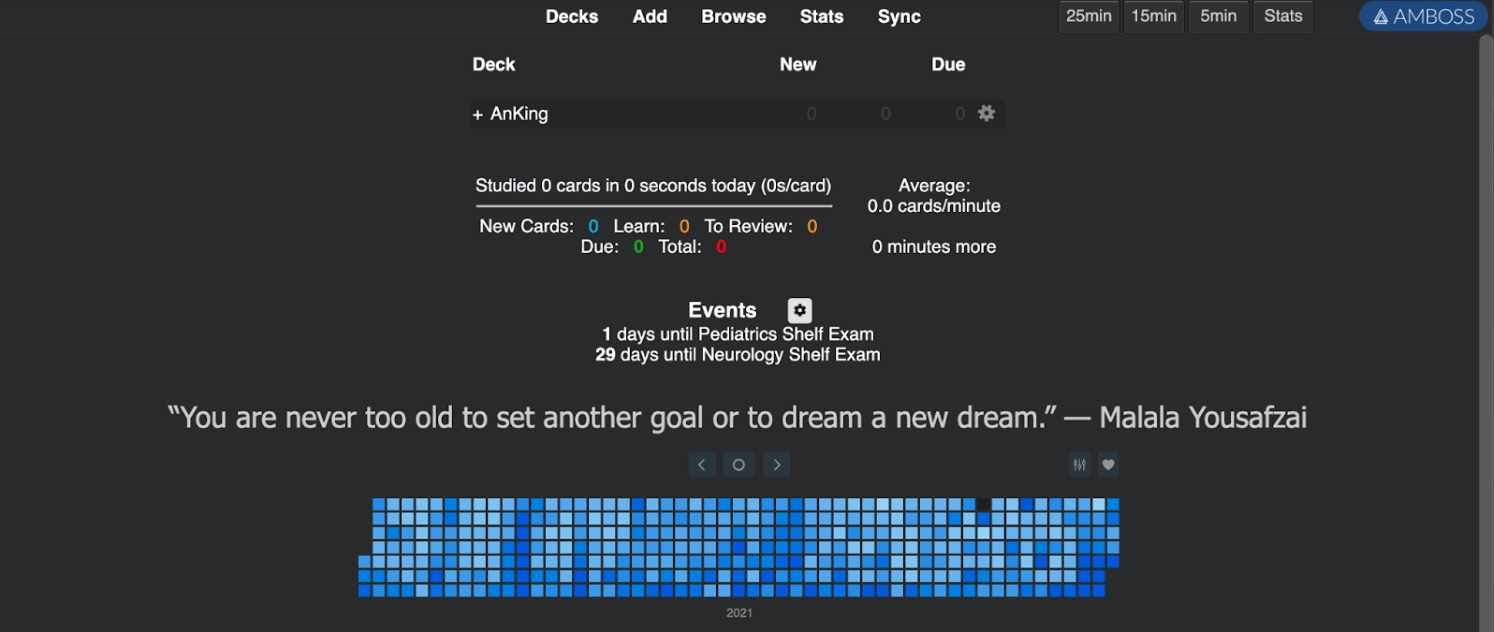 Decks Add Browse Stats Sync 25min 15min 5min Stats AMBOSS
Deck New Due
+ AnKing 0 0 0
Studied 0 cards in 0 seconds today (0s/card)
New Cards: 0 Learn: 0 To Review: 0
Due: 0 Total: 0
Average:
0.0 cards/minute
0 minutes more
Events
1 days until Pediatrics Shelf Exam
29 days until Neurology Shelf Exam
“You are never too old to set another goal or to dream a new dream.” — Malala Yousafzai
2021